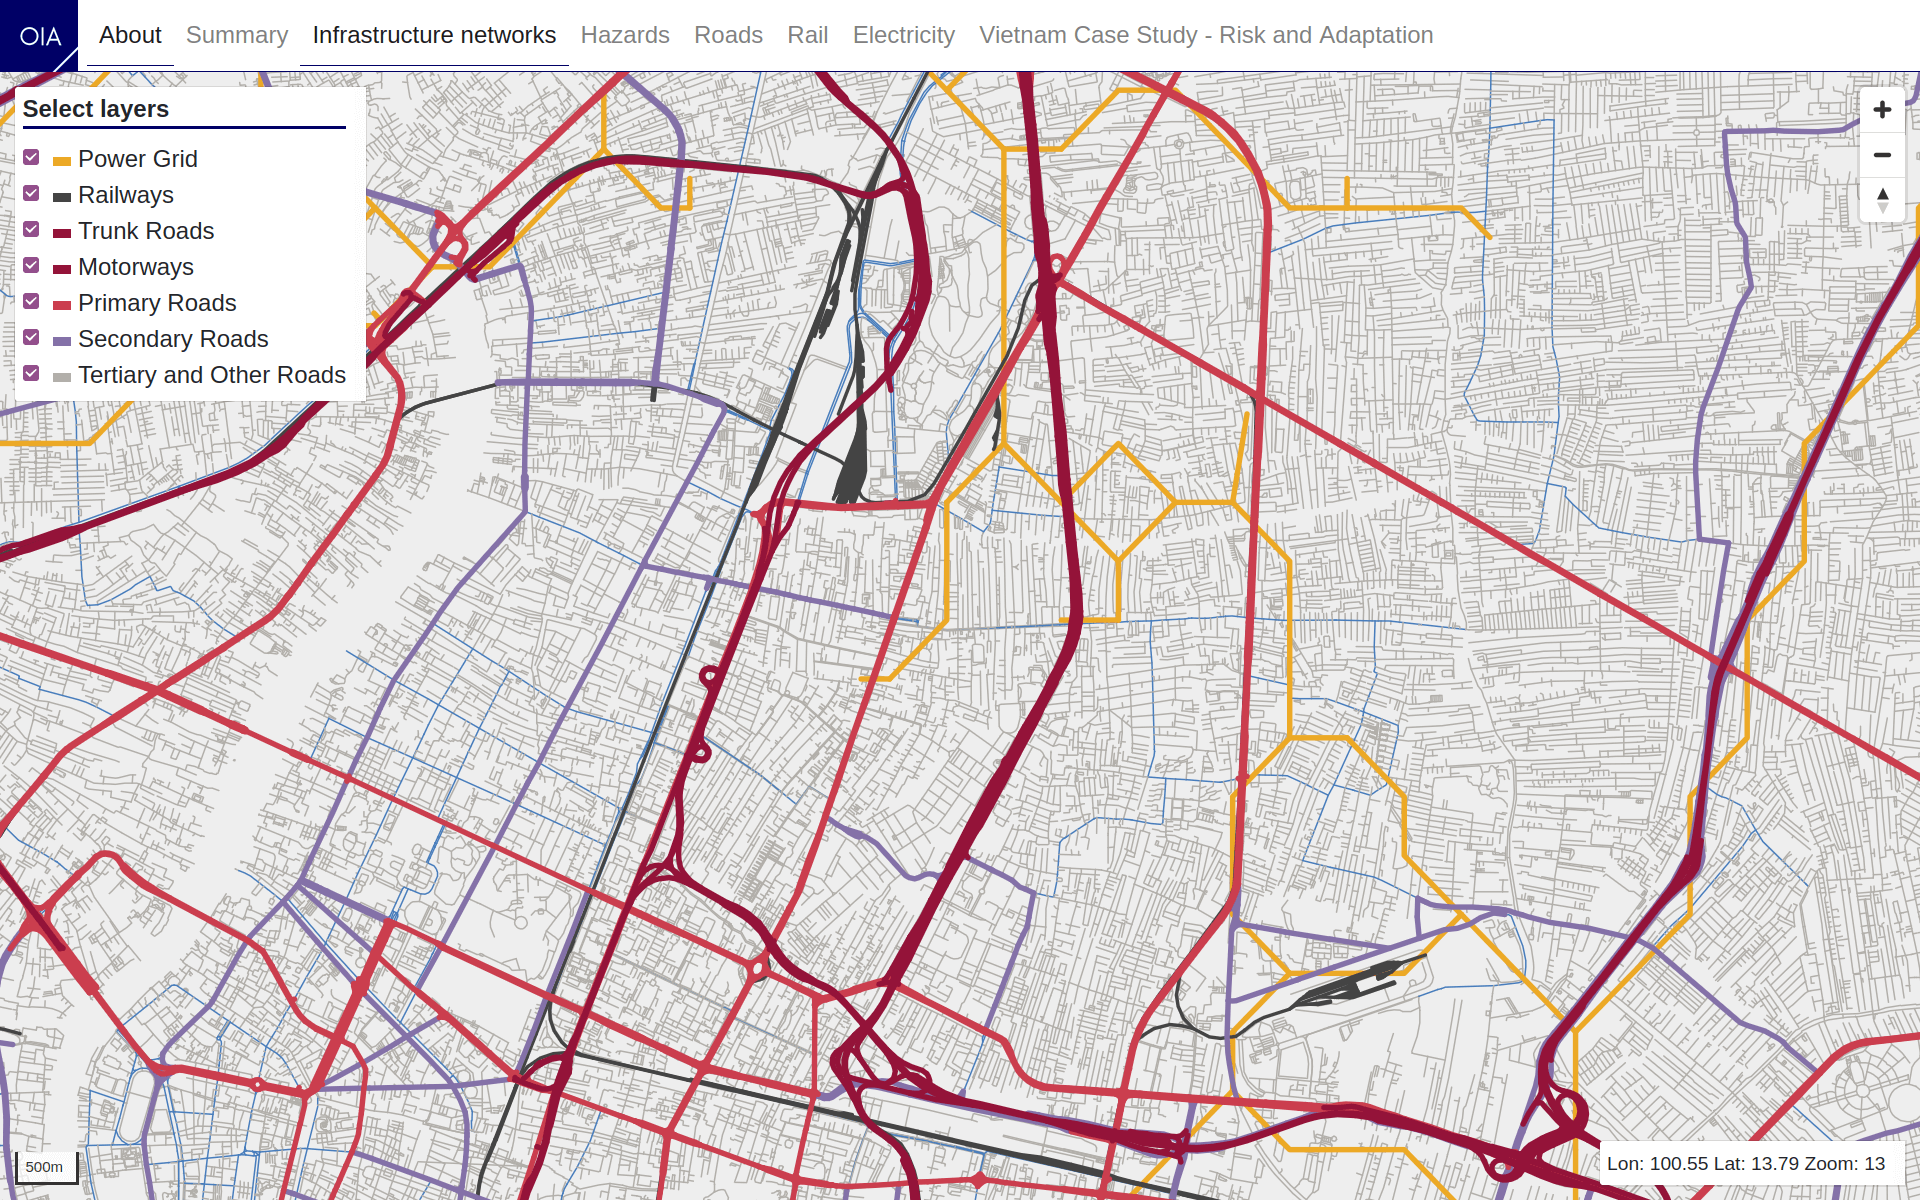 OIA About Summary Infrastructure networks Hazards Roads Rail Electricity Vietnam Case Study - Risk and Adaptation
Select layers
Power Grid
Railways
Trunk Roads
Motorways
Primary Roads
Secondary Roads
Tertiary and Other Roads
500m
Lon: 100.55 Lat: 13.79 Zoom: 13